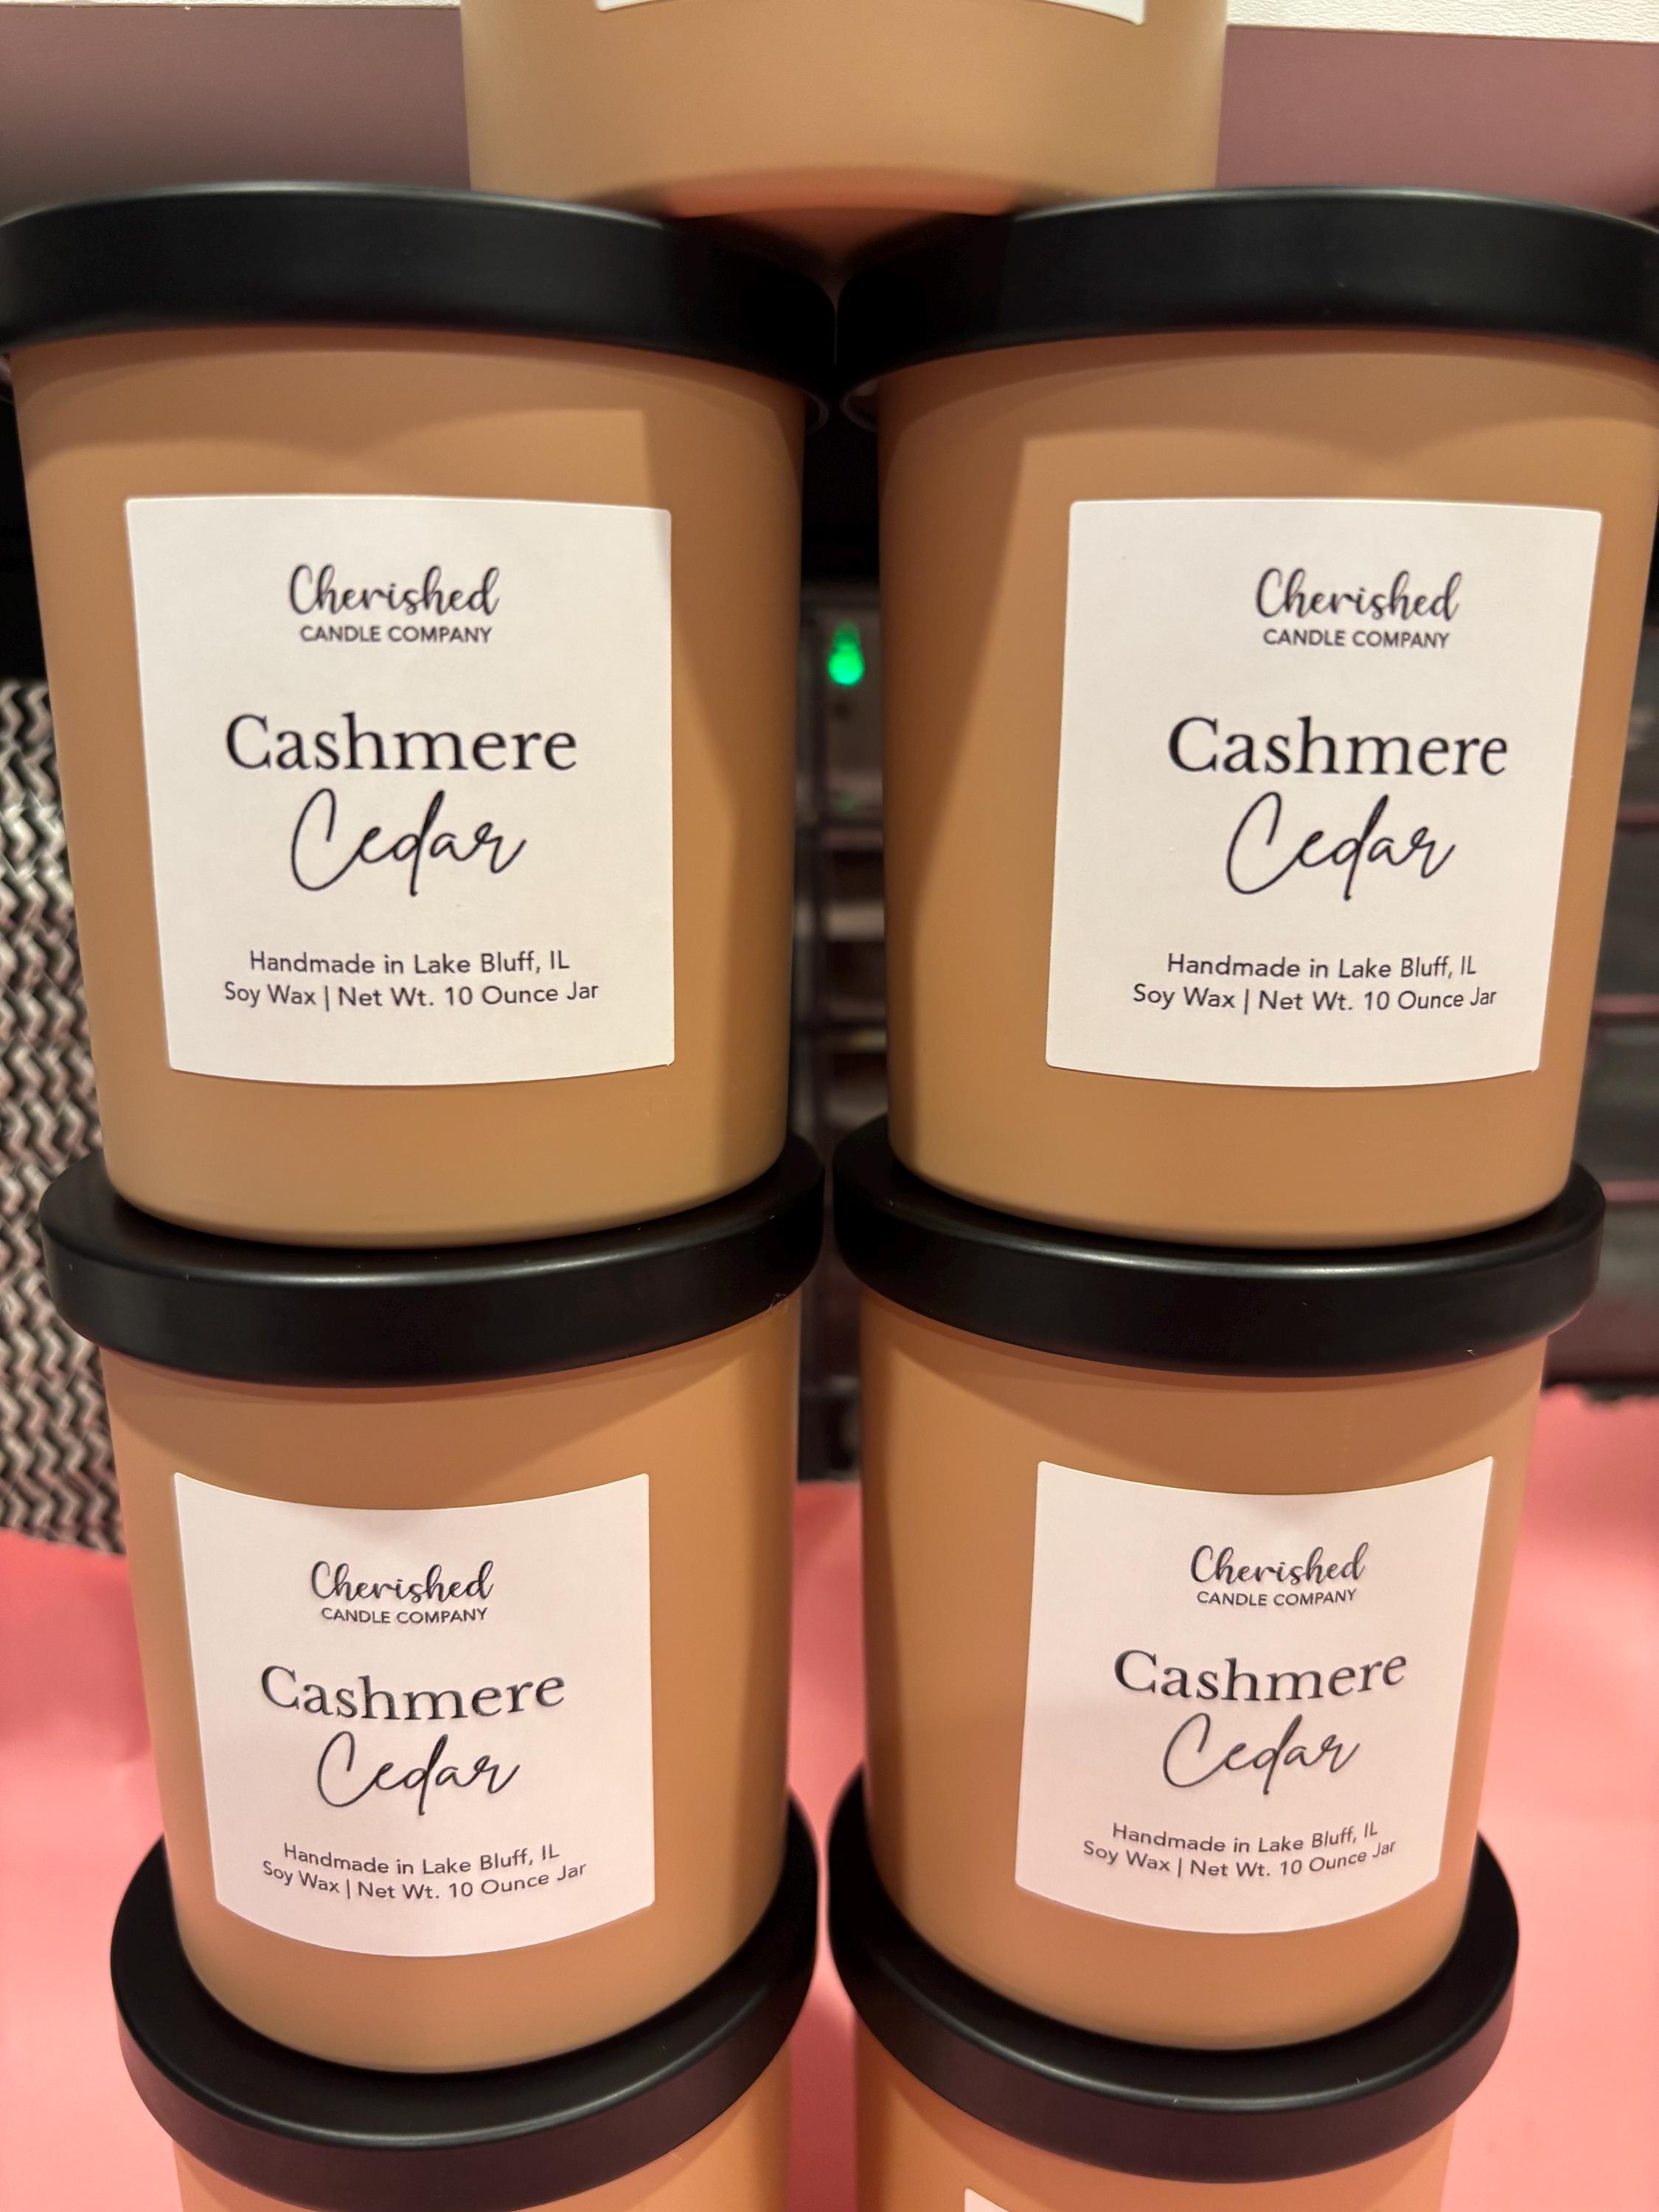 Cherished
CANDLE COMPANY
Cashmere
Cedar
Handmade in Lake Bluff, IL
Soy Wax | Net Wt. 10 Ounce Jar
Cherished
CANDLE COMPANY
Cashmere
Cedar
Handmade in Lake Bluff, IL
Soy Wax | Net Wt. 10 Ounce Jar
Cherished
CANDLE COMPANY
Cashmere
Cedar
Handmade in Lake Bluff, IL
Soy Wax | Net Wt. 10 Ounce Jar
Cherished
CANDLE COMPANY
Cashmere
Cedar
Handmade in Lake Bluff, IL
Soy Wax | Net Wt. 10 Ounce Jar